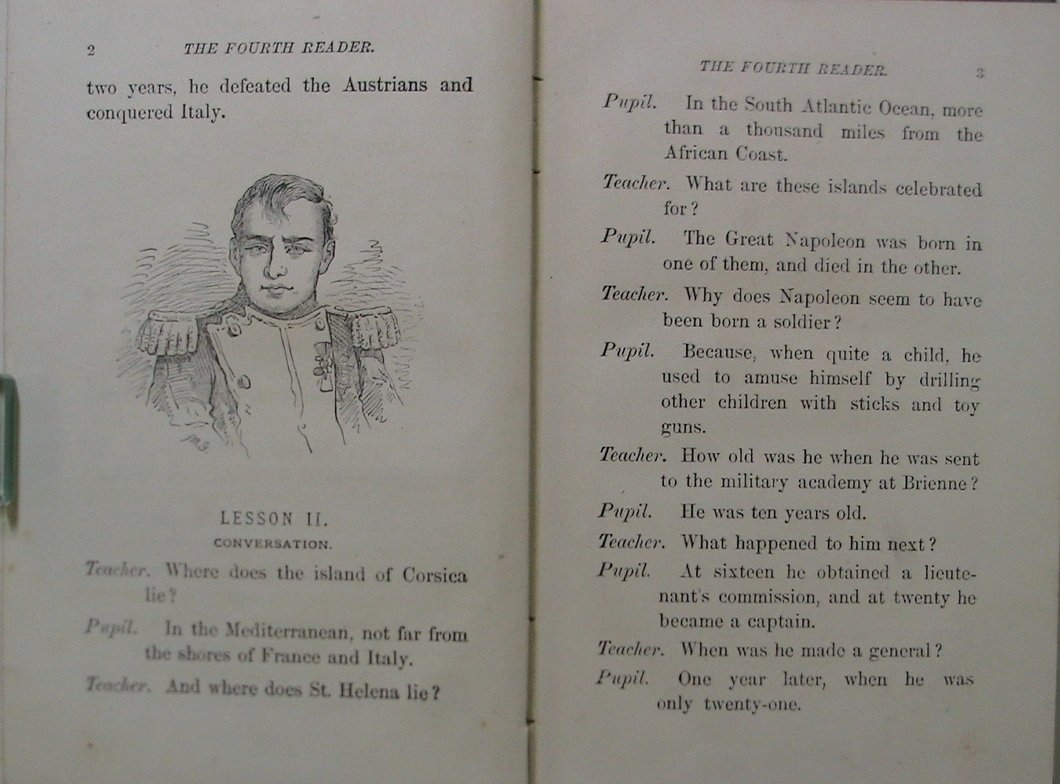 2 THE FOURTH READER.
two years, he defeated the Austrians and
conquered Italy.
LESSON II.
CONVERSATION.
Teacher. Where does the island of Corsica
lie?
Pupil. In the Mediterranean, not far from
the shores of France and Italy.
Teacher. And where does St. Helena lie?
THE FOURTH READER. 3
Pupil. In the South Atlantic Ocean, more
than a thousand miles from the
African Coast.
Teacher. What are these islands celebrated
for?
Pupil. The Great Napoleon was born in
one of them, and died in the other.
Teacher. Why does Napoleon seem to have
been born a soldier?
Pupil. Because, when quite a child, he
used to amuse himself by drilling
other children with sticks and toy
guns.
Teacher. How old was he when he was sent
to the military academy at Brienne?
Pupil. He was ten years old.
Teacher. What happened to him next?
Pupil. At sixteen he obtained a lieute-
nant's commission, and at twenty he
became a captain.
Teacher. When was he made a general?
Pupil. One year later, when he was
only twenty-one.